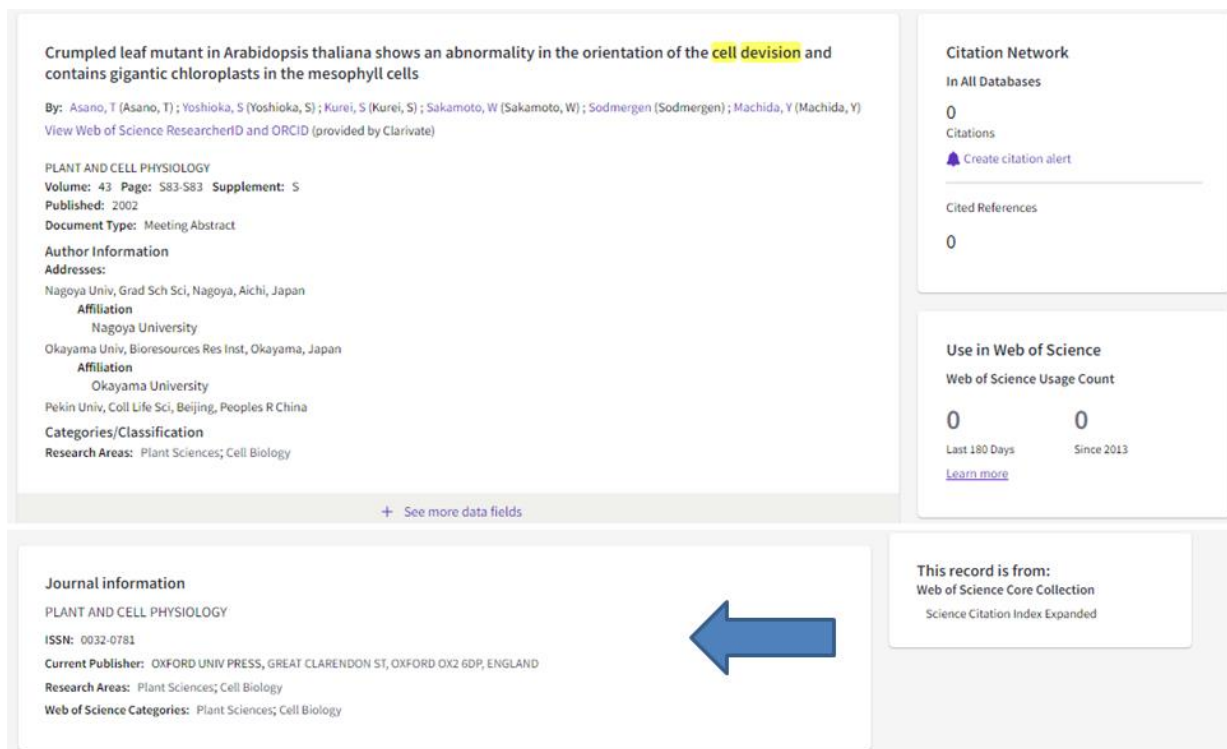 Crumpled leaf mutant in Arabidopsis thaliana shows an abnormality in the orientation of the cell devision and
contains gigantic chloroplasts in the mesophyll cells
By: Asano, T (Asano, T) ; Yoshioka, S (Yoshioka, S) ; Kurei, S (Kurei, S) ; Sakamoto, W (Sakamoto, W) ; Sodmergen (Sodmergen) ; Machida, Y (Machida, Y)
View Web of Science ResearcherID and ORCID (provided by Clarivate)
PLANT AND CELL PHYSIOLOGY
Volume: 43 Page: S83-S83 Supplement: S
Published: 2002
Document Type: Meeting Abstract
Author Information
Addresses:
Nagoya Univ, Grad Sch Sci, Nagoya, Aichi, Japan
Affiliation
Nagoya University
Okayama Univ, Bioresources Res Inst, Okayama, Japan
Affiliation
Okayama University
Pekin Univ, Coll Life Sci, Beijing, Peoples R China
Categories/Classification
Research Areas: Plant Sciences; Cell Biology
+ See more data fields
Citation Network
In All Databases
0
Citations
Create citation alert
Cited References
0
Use in Web of Science
Web of Science Usage Count
0 0
Last 180 Days Since 2013
Learn more
Journal information
PLANT AND CELL PHYSIOLOGY
ISSN: 0032-0781
Current Publisher: OXFORD UNIV PRESS, GREAT CLARENDON ST, OXFORD OX2 6DP, ENGLAND
Research Areas: Plant Sciences; Cell Biology
Web of Science Categories: Plant Sciences; Cell Biology
This record is from:
Web of Science Core Collection
Science Citation Index Expanded